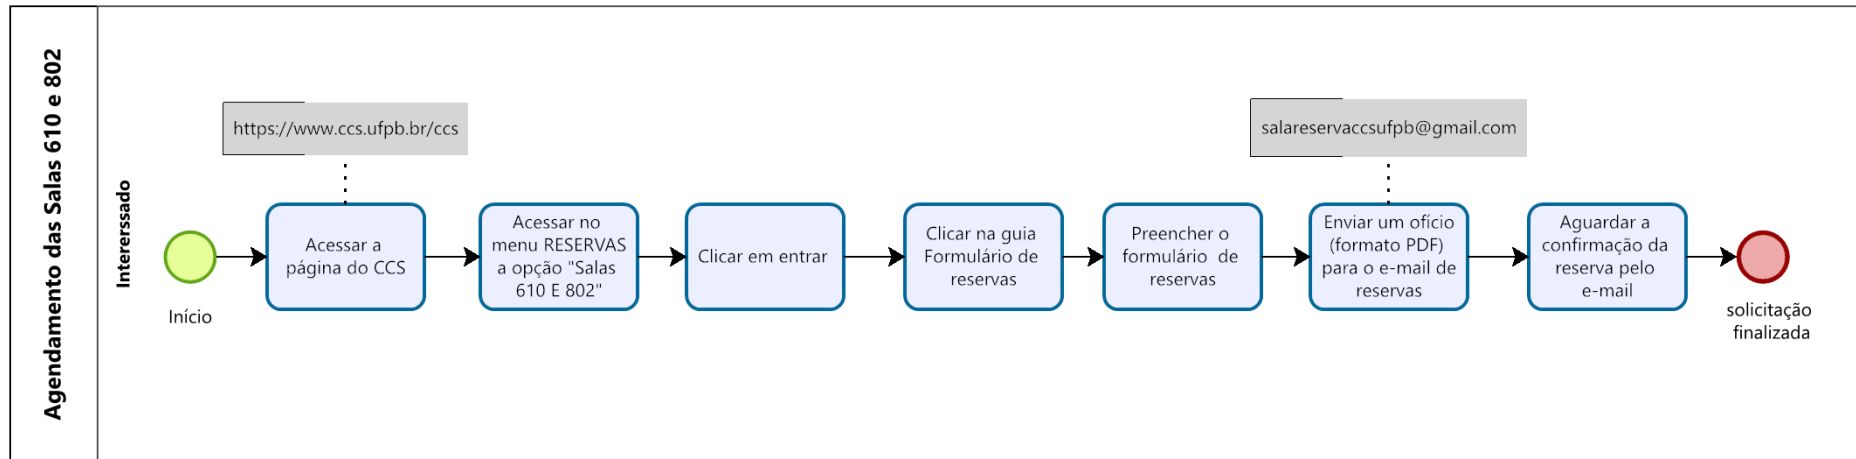 Agendamento das Salas 610 e 802
Intererssado
Início
https://www.ccs.ufpb.br/ccs
Acessar a
página do CCS
Acessar no
menu RESERVAS
a opção "Salas
610 E 802"
Clicar em entrar
Clicar na guia
Formulário de
reservas
Preencher o
formulário de
reservas
salareservaccsufpb@gmail.com
Enviar um ofício
(formato PDF)
para o e-mail de
reservas
Aguardar a
confirmação da
reserva pelo
e-mail
solicitação
finalizada